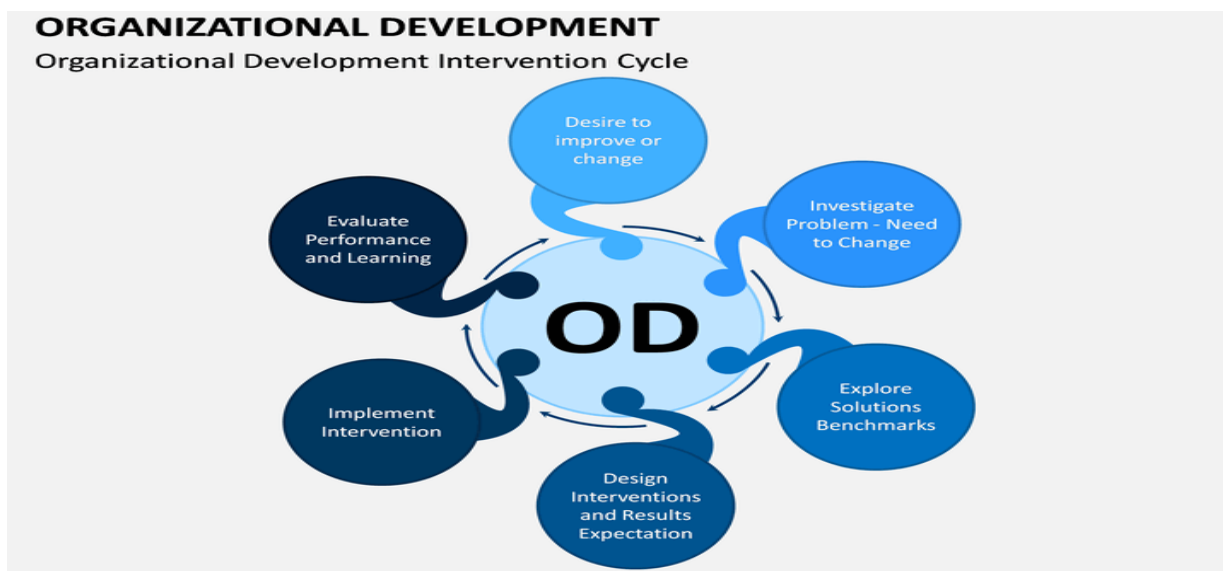 ORGANIZATIONAL DEVELOPMENT
Organizational Development Intervention Cycle
Desire to
improve or
change
Investigate
Problem - Need
to Change
Explore
Solutions
Benchmarks
Design
Interventions
and Results
Expectation
Implement
Intervention
Evaluate
Performance
and Learning
OD